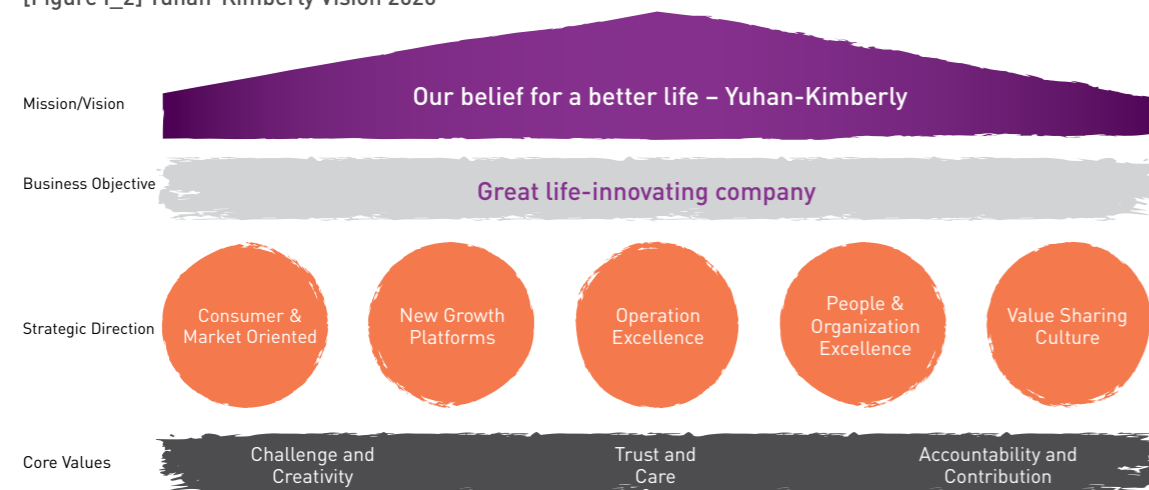 Mission/Vision
Our belief for a better life – Yuhan-Kimberly
Business Objective
Great life-innovating company
Strategic Direction
Consumer &
Market Oriented
New Growth
Platforms
Operation
Excellence
People &
Organization
Excellence
Value Sharing
Culture
Core Values
Challenge and
Creativity
Trust and
Care
Accountability and
Contribution